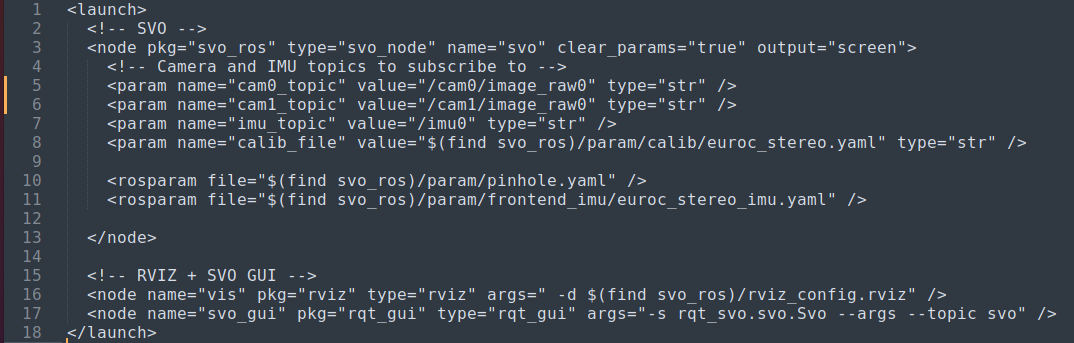 1 <launch>
2   <!-- SVO -->
3   <node pkg="svo_ros" type="svo_node" name="svo" clear_params="true" output="screen">
4     <!-- Camera and IMU topics to subscribe to -->
5     <param name="cam0_topic" value="/cam0/image_raw0" type="str" />
6     <param name="cam1_topic" value="/cam1/image_raw0" type="str" />
7     <param name="imu_topic" value="/imu0" type="str" />
8     <param name="calib_file" value="$(find svo_ros)/param/calib/euroc_stereo.yaml" type="str" />
9
10     <rosparam file="$(find svo_ros)/param/pinhole.yaml" />
11     <rosparam file="$(find svo_ros)/param/frontend_imu/euroc_stereo_imu.yaml" />
12
13   </node>
14
15   <!-- RVIZ + SVO GUI -->
16   <node name="vis" pkg="rviz" type="rviz" args=" -d $(find svo_ros)/rviz_config.rviz" />
17   <node name="svo_gui" pkg="rqt_gui" type="rqt_gui" args="-s rqt_svo.svo.Svo --args --topic svo" />
18 </launch>